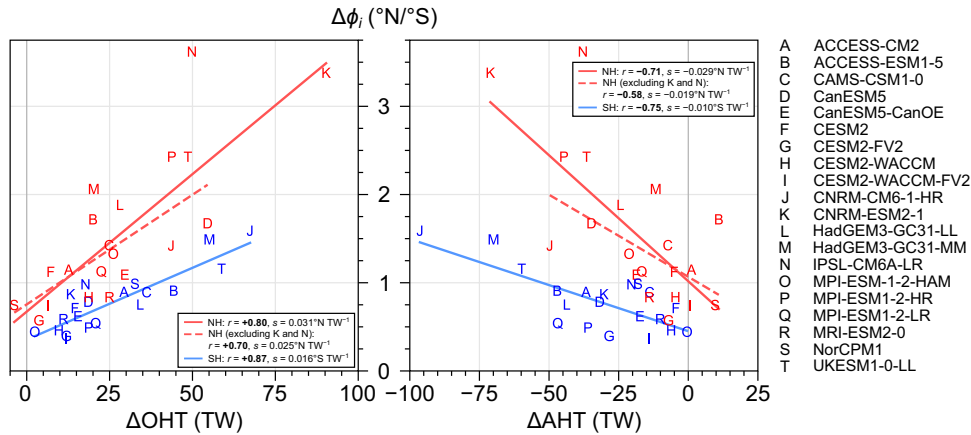 Δϕᵢ (°N/°S)
N
K
P T
M
L
B
D
J
C M J
O
F A Q E T
N S
K H R A C B
S I D L
F
G E R
O H P Q
G I
NH: r = +0.80, s = 0.031°N TW⁻¹
NH (excluding K and N):
r = +0.70, s = 0.025°N TW⁻¹
SH: r = +0.87, s = 0.016°S TW⁻¹
0 25 50 75 100
ΔOHT (TW)
3
2
1
0
N
K
NH: r = −0.71, s = −0.029°N TW⁻¹
NH (excluding K and N):
r = −0.58, s = −0.019°N TW⁻¹
SH: r = −0.75, s = −0.010°S TW⁻¹
P T
M
L
B
D
J
M J C
O
T E Q F A
N S
B A K C R H
L D F I S
E R G
Q P H O
G I
−100 −75 −50 −25 0 25
ΔAHT (TW)
A ACCESS-CM2
B ACCESS-ESM1-5
C CAMS-CSM1-0
D CanESM5
E CanESM5-CanOE
F CESM2
G CESM2-FV2
H CESM2-WACCM
I CESM2-WACCM-FV2
J CNRM-CM6-1-HR
K CNRM-ESM2-1
L HadGEM3-GC31-LL
M HadGEM3-GC31-MM
N IPSL-CM6A-LR
O MPI-ESM-1-2-HAM
P MPI-ESM1-2-HR
Q MPI-ESM1-2-LR
R MRI-ESM2-0
S NorCPM1
T UKESM1-0-LL